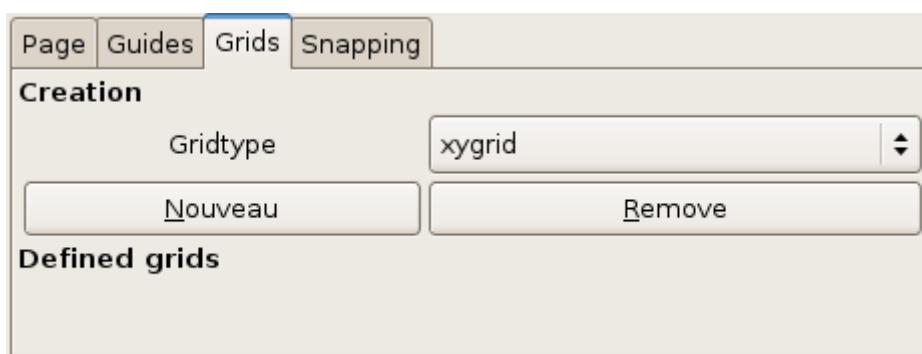 Page Guides Grids Snapping
Creation
Gridtype xygrid
Nouveau Remove
Defined grids